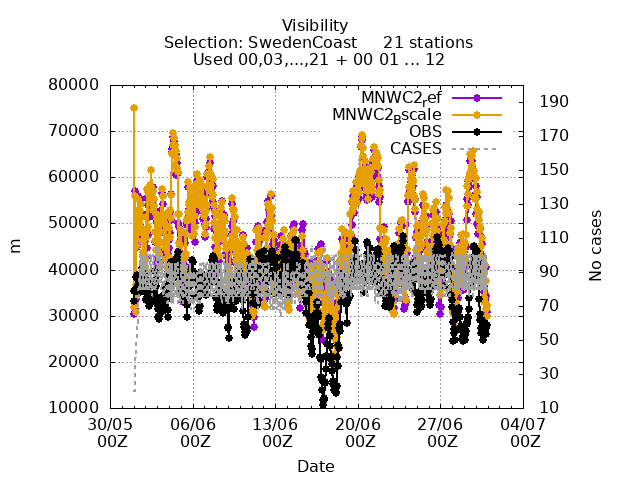 Visibility
Selection: SwedenCoast 21 stations
Used 00,03,...,21 + 00 01 ... 12
MNWC2ref
MNWC2Bscale
OBS
CASES
80000
70000
60000
50000
40000
30000
20000
10000
m
190
170
150
130
110
90
70
50
30
10
No cases
30/05 06/06 13/06 20/06 27/06 04/07
00Z 00Z 00Z 00Z 00Z 00Z
Date